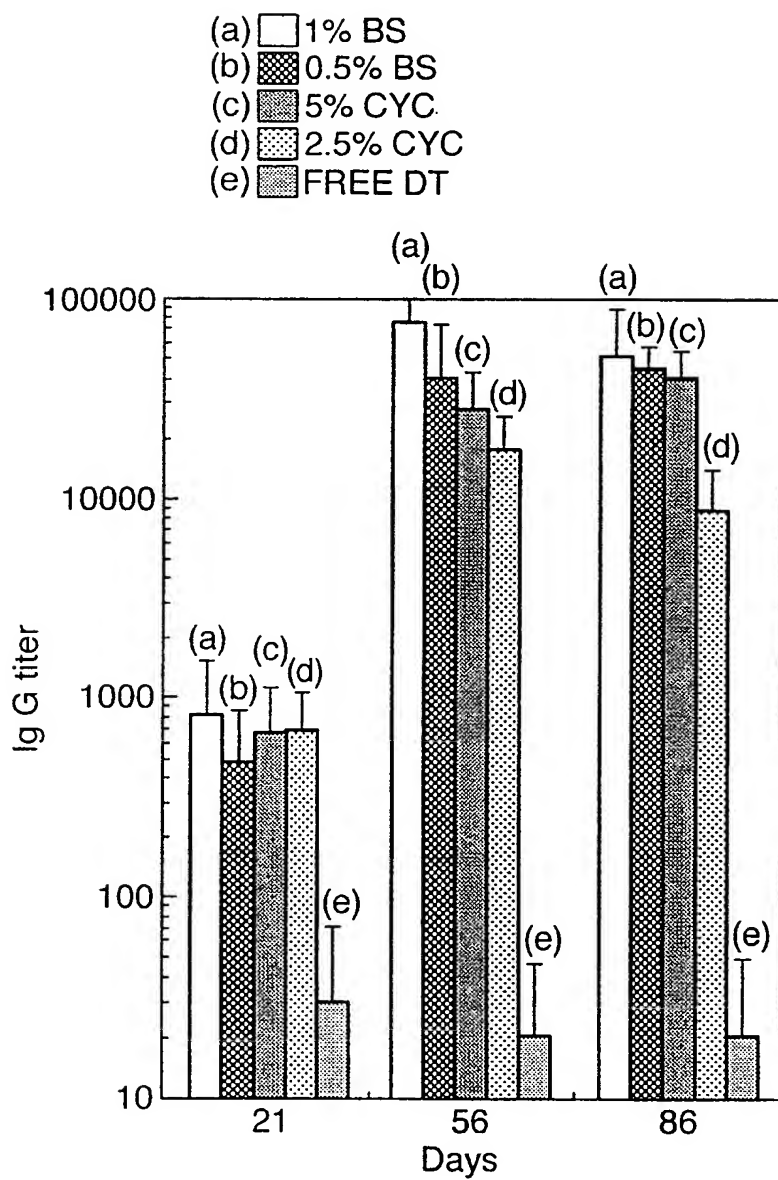 (a) 1% BS
(b) 0.5% BS
(c) 5% CYC.
(d) 2.5% CYC
(e) FREE DT
(a)
(b)
(c)
(d)
(a)
(b) (c)
(d)
100000
10000
1000
100
10
(a)
(b)
(c)
(d)
(e)
(e)
(e)
Ig G titer
21 56 86
Days